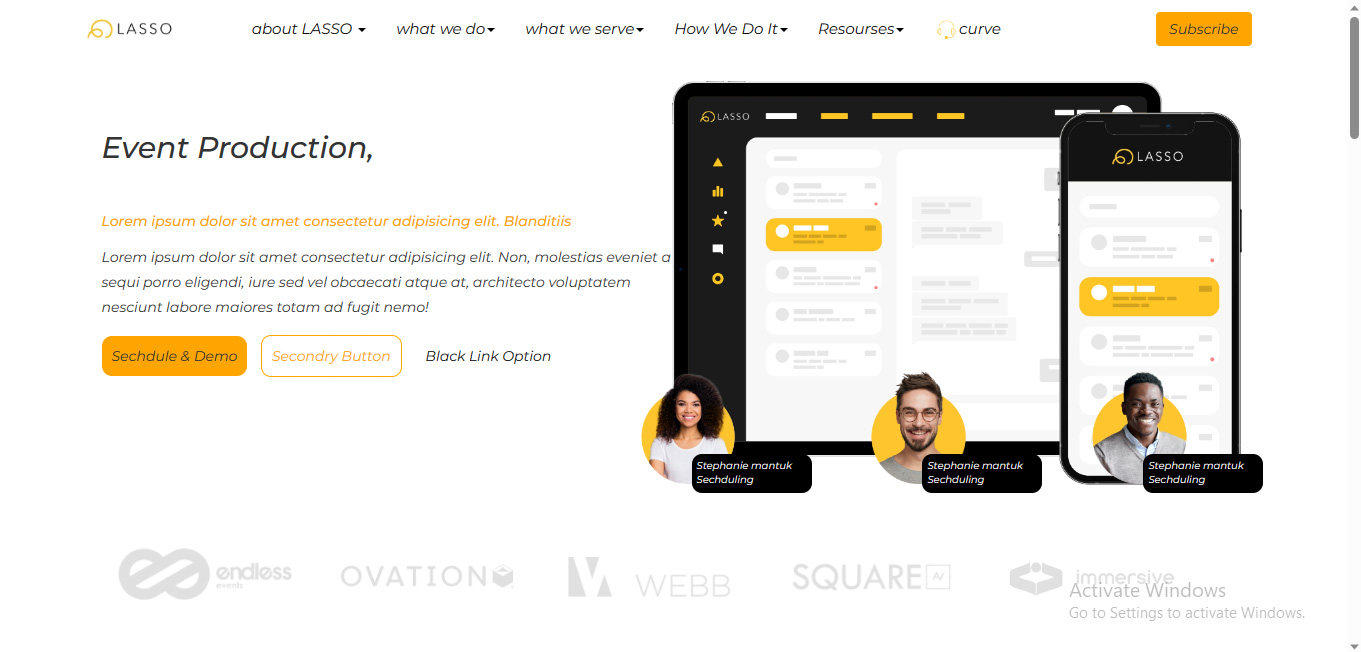 LASSO about LASSO what we do what we serve How We Do It Resourses curve Subscribe
LASSO
LASSO
Event Production,
Lorem ipsum dolor sit amet consectetur adipisicing elit. Blanditiis
Lorem ipsum dolor sit amet consectetur adipisicing elit. Non, molestias eveniet a
sequi porro eligendi, iure sed vel obcaecati atque at, architecto voluptatem
nesciunt labore maiores totam ad fugit nemo!
Sechdule & Demo Secondry Button Black Link Option
Stephanie mantuk
Sechduling
Stephanie mantuk
Sechduling
Stephanie mantuk
Sechduling
endless
events
OVATION
WEBB
SQUARE
immersive
Activate Windows
Go to Settings to activate Windows.